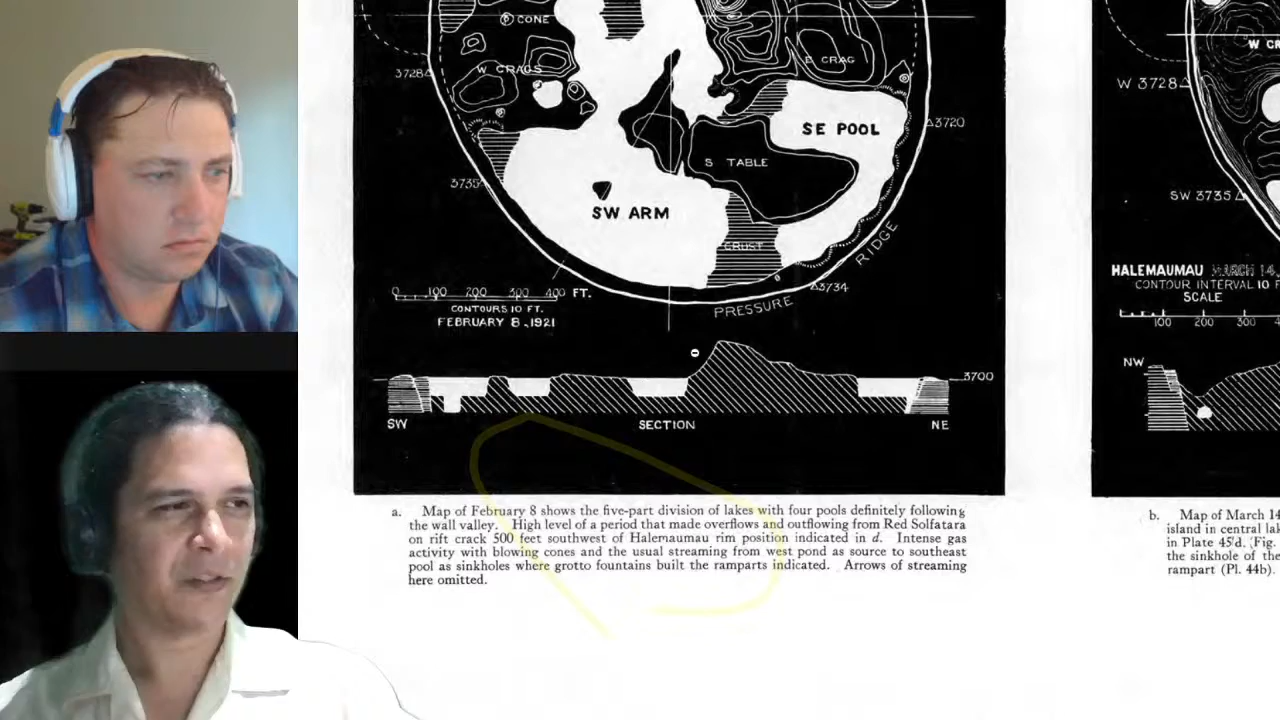 CONE
W CRAGS
E CRAG
3728
W CRA
W 3728
3720
SE POOL
S TABLE
3735
SW 3735
SW ARM
CRUST
RIDGE
3734
PRESSURE
0 100 200 300 400 FT.
CONTOURS 10 FT.
FEBRUARY 8, 1921
HALEMAUMAU MARCH 14,
CONTOUR INTERVAL 10 F
SCALE
100 200 300
NW
3700
SW SECTION NE
a. Map of February 8 shows the five-part division of lakes with four pools definitely following
the wall valley. High level of a period that made overflows and outflowing from Red Solfatara
on rift crack 500 feet southwest of Halemaumau rim position indicated in d. Intense gas
activity with blowing cones and the usual streaming from west pond as source to southeast
pool as sinkholes where grotto fountains built the ramparts indicated. Arrows of streaming
here omitted.
b. Map of March 14
island in central lak
in Plate 45d. (Fig.
the sinkhole of the
rampart (Pl. 44b).